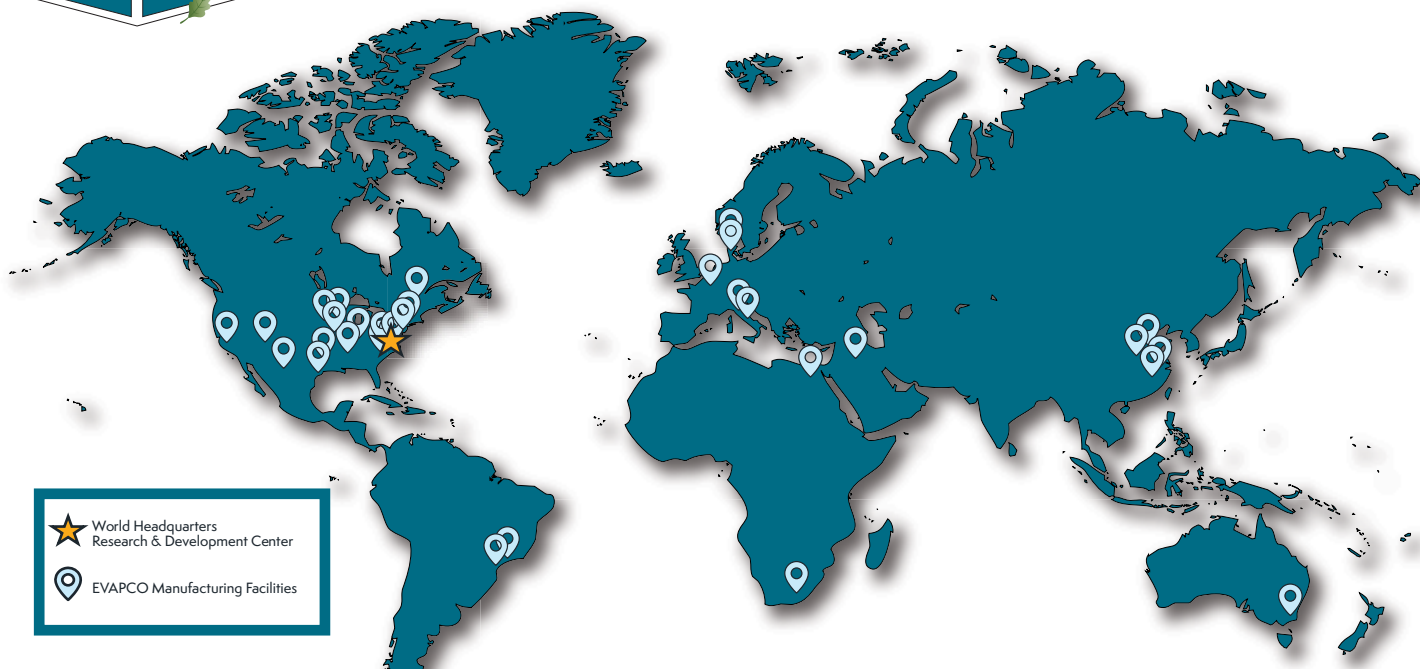 World Headquarters
Research & Development Center
EVAPCO Manufacturing Facilities